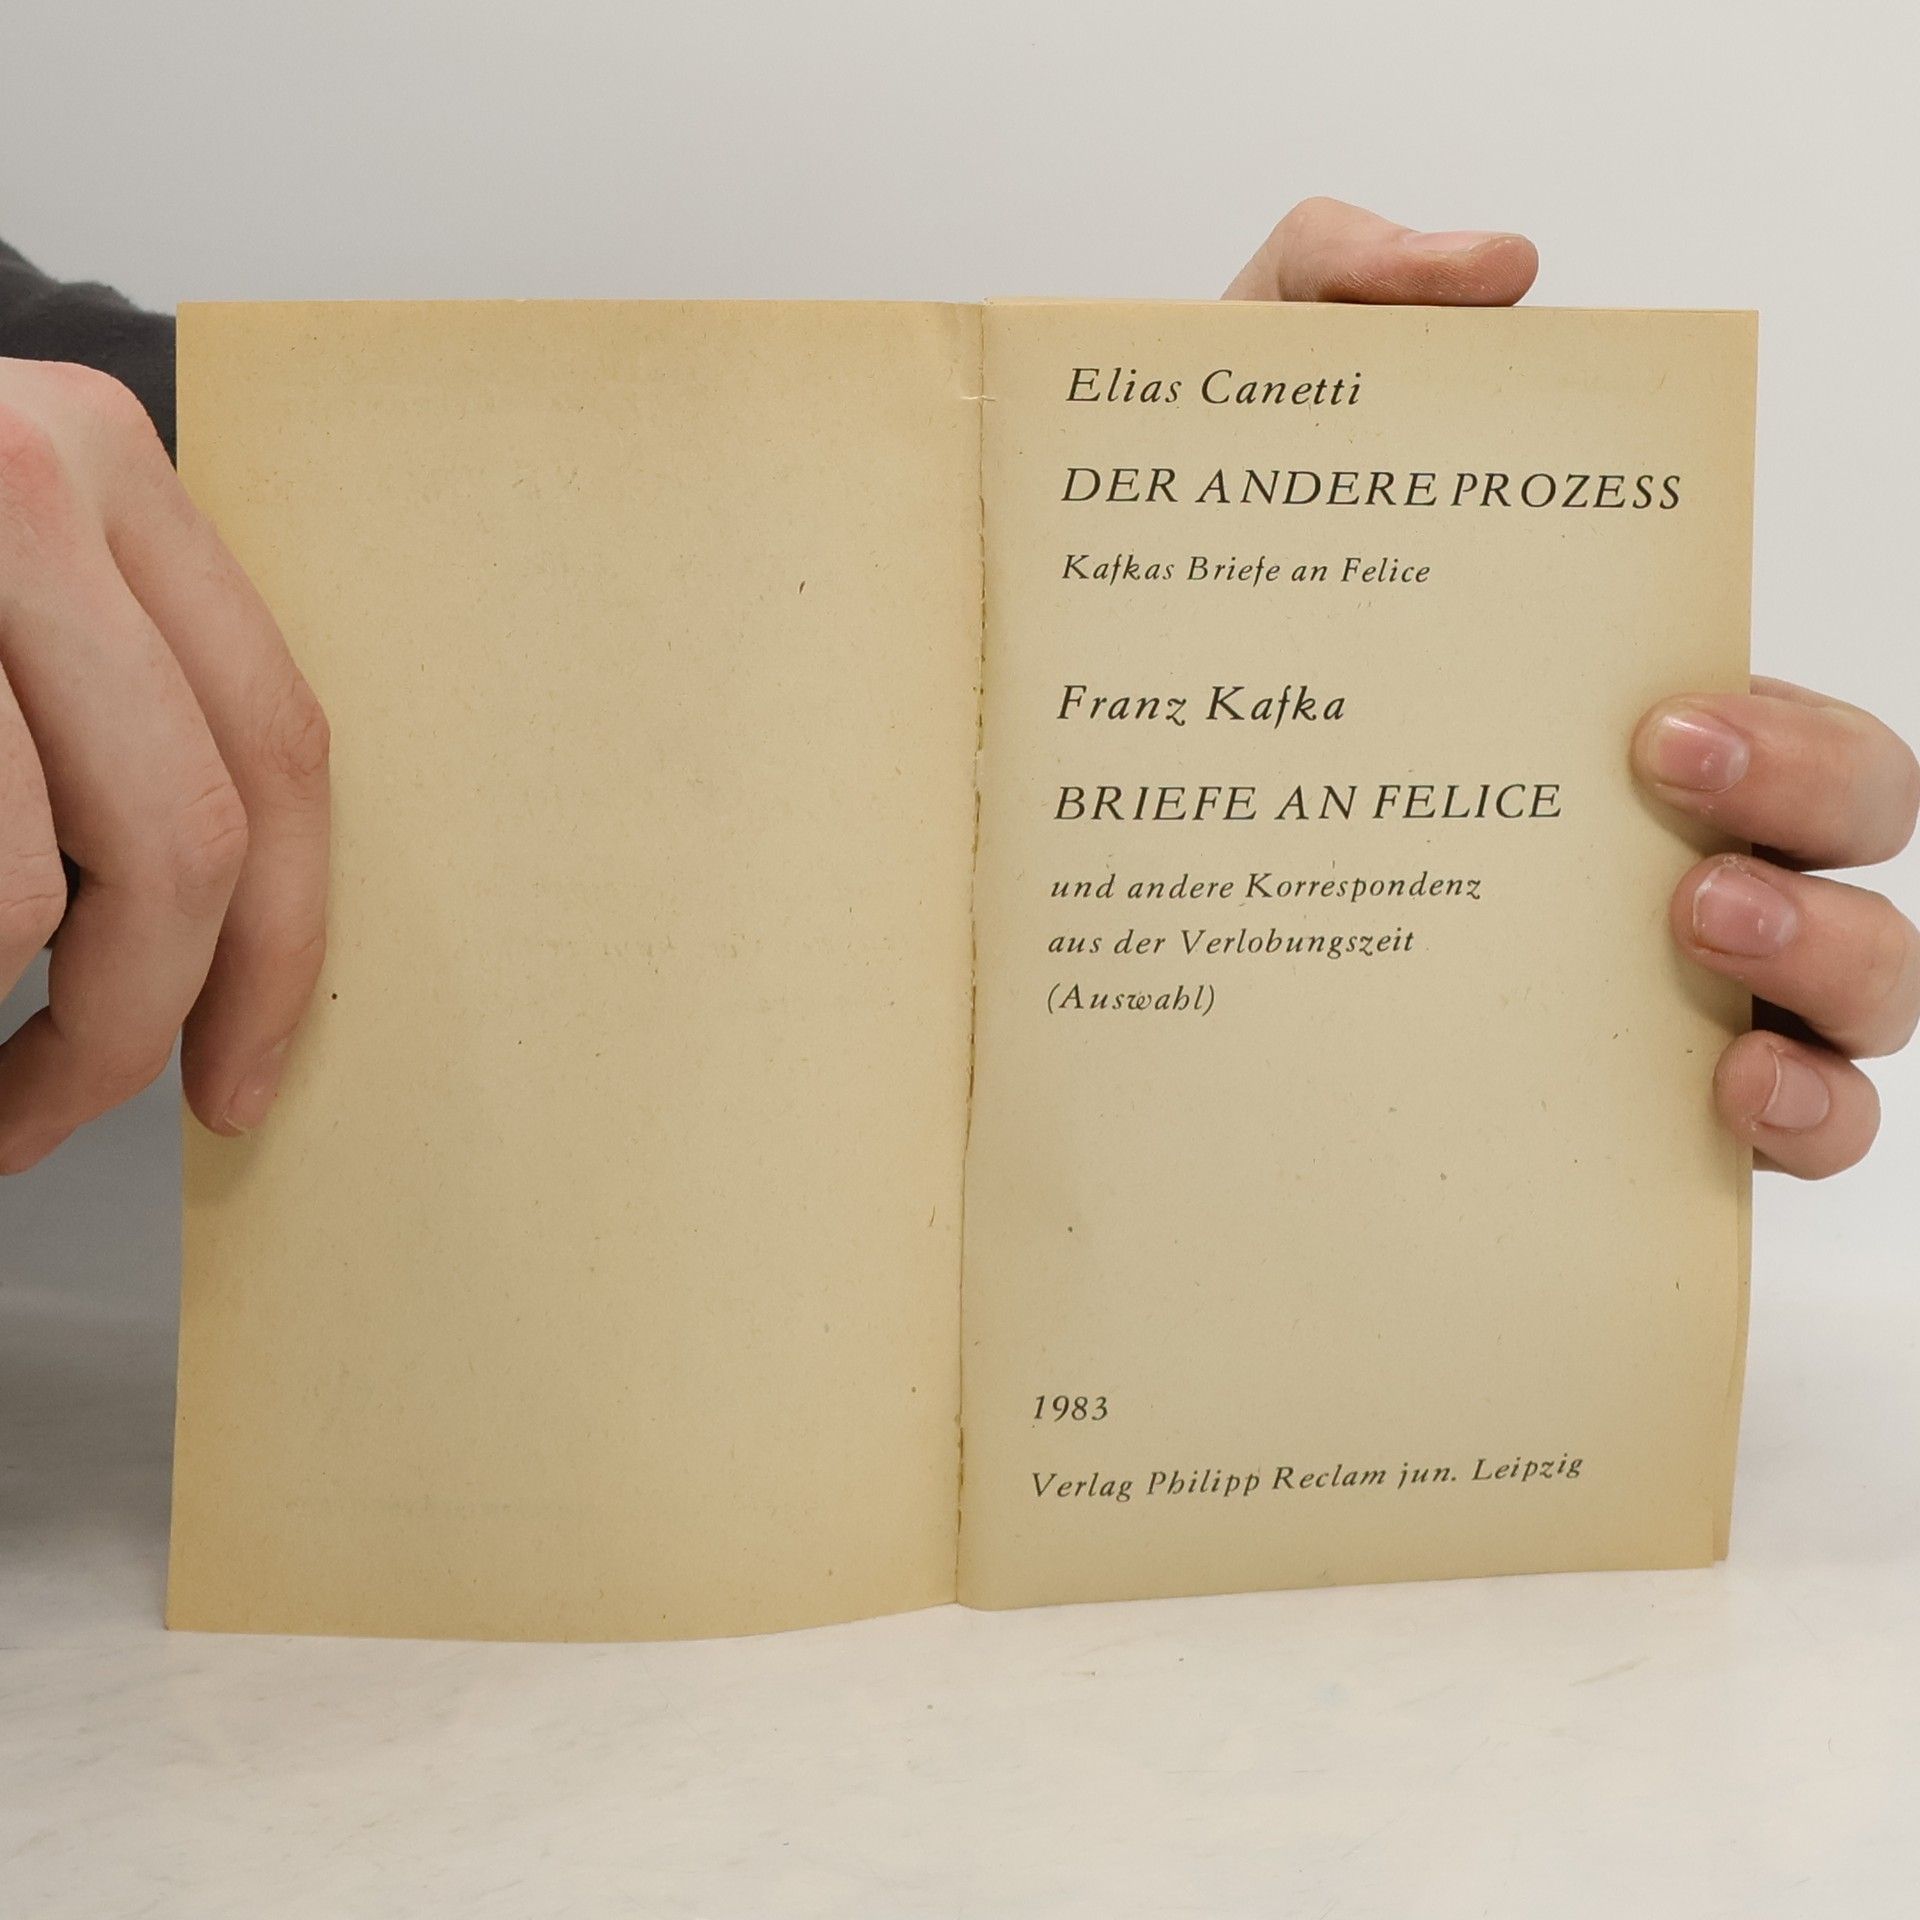 Elias Canetti
DER ANDERE PROZESS
Kafkas Briefe an Felice
Franz Kafka
BRIEFE AN FELICE
und andere Korrespondenz
aus der Verlobungszeit
(Auswahl)
1983
Verlag Philipp Reclam jun. Leipzig